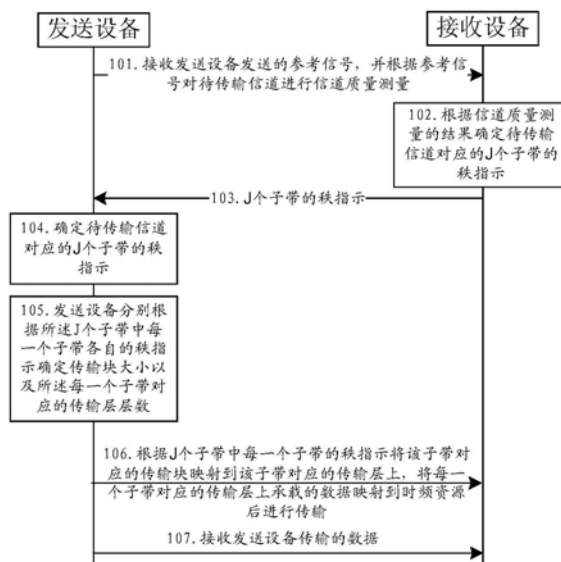 发送设备
接收设备
101.接收发送设备发送的参考信号，并根据参考信
号对待传输信道进行信道质量测量
102.根据信道质量测
量的结果确定待传输
信道对应的J个子带的
秩指示
103.J个子带的秩指示
104.确定待传输信道
对应的J个子带的秩
指示
105.发送设备分别根
据所述J个子带中每
一个子带各自的秩指
示确定传输块大小以
及所述每一个子带对
应的传输层层数
106.根据J个子带中每一个子带的秩指示将该子带对
应的传输块映射到该子带对应的传输层上，将每一
个子带对应的传输层上承载的数据映射到时频资源
后进行传输
107.接收发送设备传输的数据